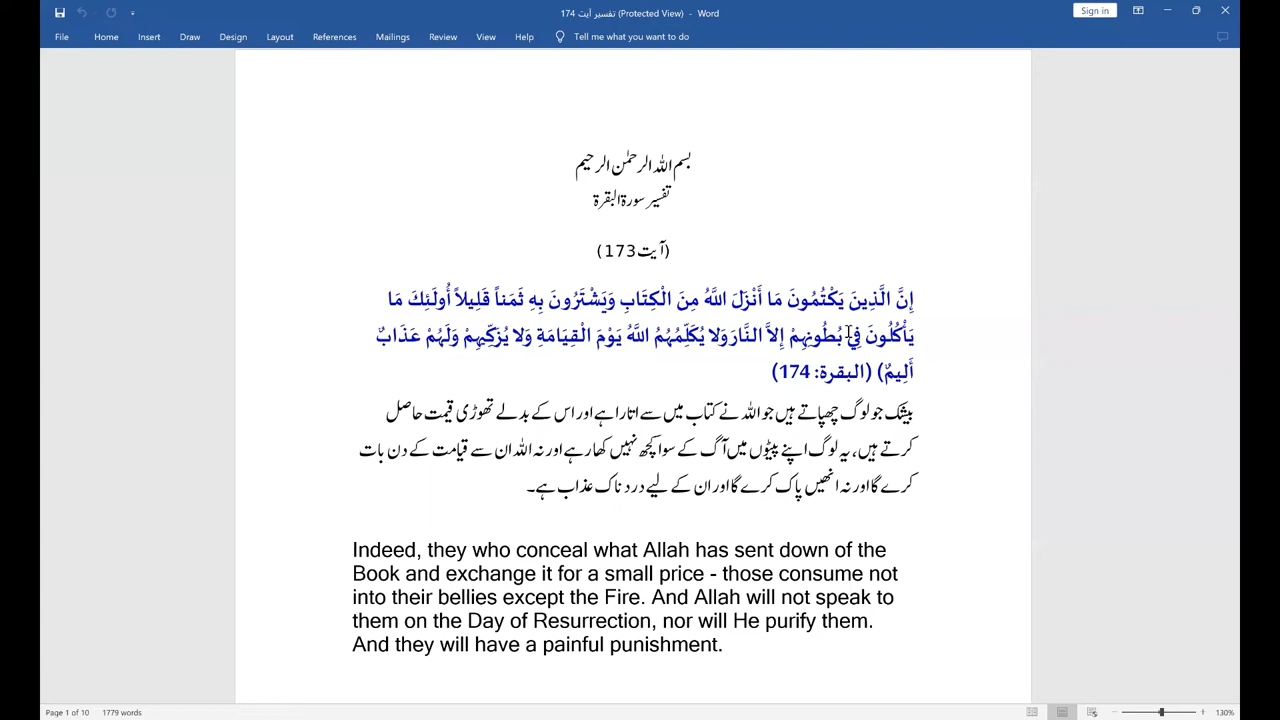 تفسیر آیت 174 (Protected View) - Word
Sign in
File Home Insert Draw Design Layout References Mailings Review View Help Tell me what you want to do
بسم اللہ الرحمٰن الرحیم
تفسیر سورۃ البقرۃ
(آیت 173)
إِنَّ الَّذِينَ يَكْتُمُونَ مَا أَنْزَلَ اللَّهُ مِنَ الْكِتَابِ وَيَشْتَرُونَ بِهِ ثَمَناً قَلِيلاً أُولَئِكَ مَا
يَأْكُلُونَ فِي بُطُونِهِمْ إِلاَّ النَّارَ وَلا يُكَلِّمُهُمُ اللَّهُ يَوْمَ الْقِيَامَةِ وَلا يُزَكِّيهِمْ وَلَهُمْ عَذَابٌ
أَلِيمٌ) (البقرة: 174)
بیشک جو لوگ چھپاتے ہیں جو اللہ نے کتاب میں سے اتارا ہے اور اس کے بدلے تھوڑی قیمت حاصل
کرتے ہیں، یہ لوگ اپنے پیٹوں میں آگ کے سوا کچھ نہیں کھا رہے اور نہ اللہ ان سے قیامت کے دن بات
کرے گا اور نہ انھیں پاک کرے گا اور ان کے لیے درد ناک عذاب ہے۔
Indeed, they who conceal what Allah has sent down of the
Book and exchange it for a small price - those consume not
into their bellies except the Fire. And Allah will not speak to
them on the Day of Resurrection, nor will He purify them.
And they will have a painful punishment.
Page 1 of 10 1779 words 130%